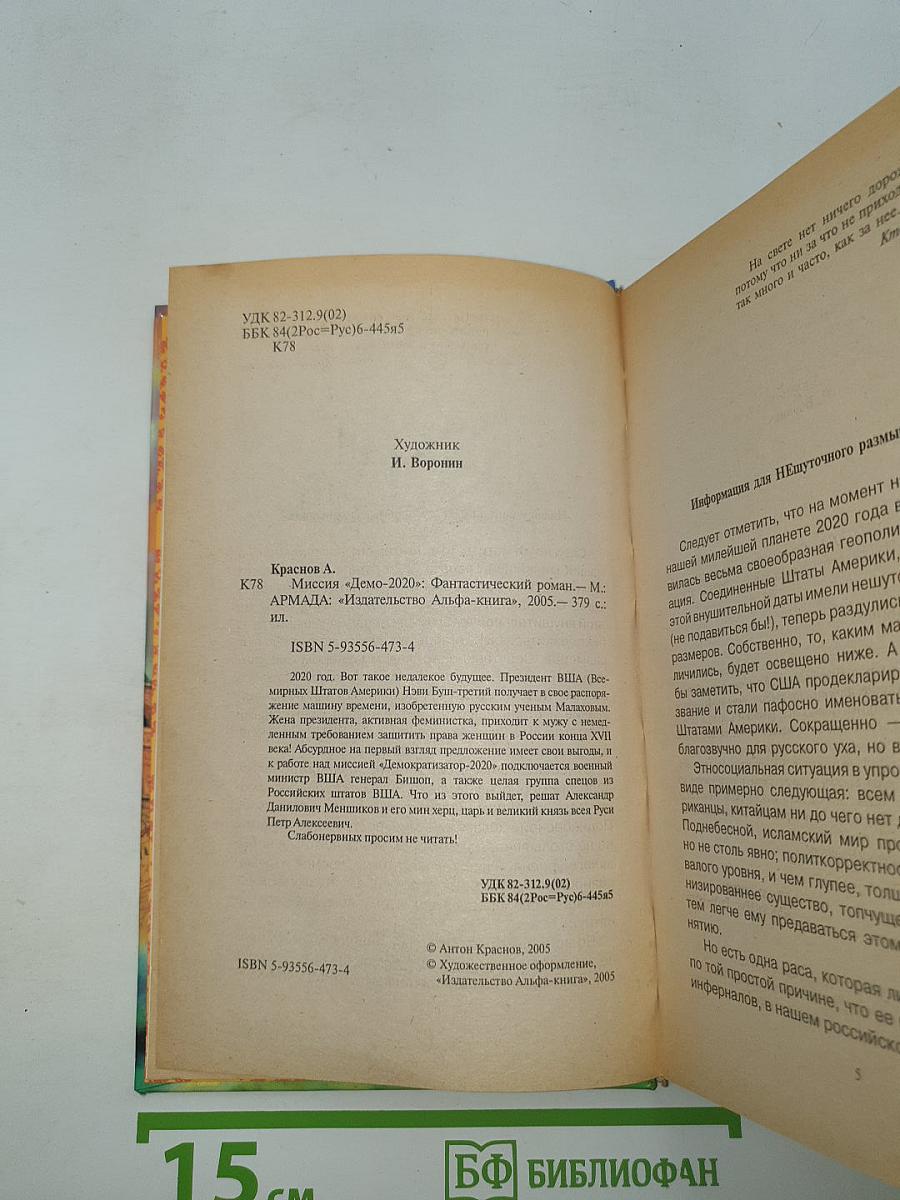 УДК 82-312.9(02)
ББК 84(2Рос=Рус)6-445я5
К78
Художник
И. Воронин
Краснов А.
К78 Миссия «Демо-2020»: Фантастический роман.— М.:
АРМАДА: «Издательство Альфа-книга», 2005.— 379 с.:
ил.
ISBN 5-93556-473-4
2020 год. Вот такое недалекое будущее. Президент ВША (Все-
мирных Штатов Америки) Нэви Буш-третий получает в свое распоря-
жение машину времени, изобретенную русским ученым Малаховым.
Жена президента, активная феминистка, приходит к мужу с немед-
ленным требованием защитить права женщин в России конца XVII
века! Абсурдное на первый взгляд предложение имеет свои выгоды, и
к работе над миссией «Демократизатор-2020» подключается военный
министр ВША генерал Бишоп, а также целая группа спецов из
Российских штатов ВША. Что из этого выйдет, решат Александр
Данилович Меншиков и его мин херц, царь и великий князь всея Руси
Петр Алексеевич.
Слабонервных просим не читать!
УДК 82-312.9(02)
ББК 84(2Рос=Рус)6-445я5
ISBN 5-93556-473-4
© Антон Краснов, 2005
© Художественное оформление,
«Издательство Альфа-книга», 2005
На свете нет ничего
потому что ни за что не
так много и часто, как за нее.
Информация для НЕшуточного
Следует отметить, что на момент
нашей милейшей планете 2020 года
вилась весьма своеобразная
ация. Соединенные Штаты Америки,
этой внушительной даты имели
(не подавиться бы!), теперь раздулись
размеров. Собственно, то, каким
личились, будет освещено ниже. А
бы заметить, что США
звание и стали пафосно именовать
Штатами Америки. Сокращенно —
благозвучно для русского уха, но
Этносоциальная ситуация в
виде примерно следующая: всем
риканцы, китайцам ни до чего нет
Поднебесной, исламский мир
но не столь явно;
валого уровня, и чем глупее,
низированнее существо,
тем легче ему предаваться этому
нятию.
Но есть одна раса, которая
по той простой причине, что ее
инферналов, в нашем
5
15 см
БФ БИБЛИОФАН